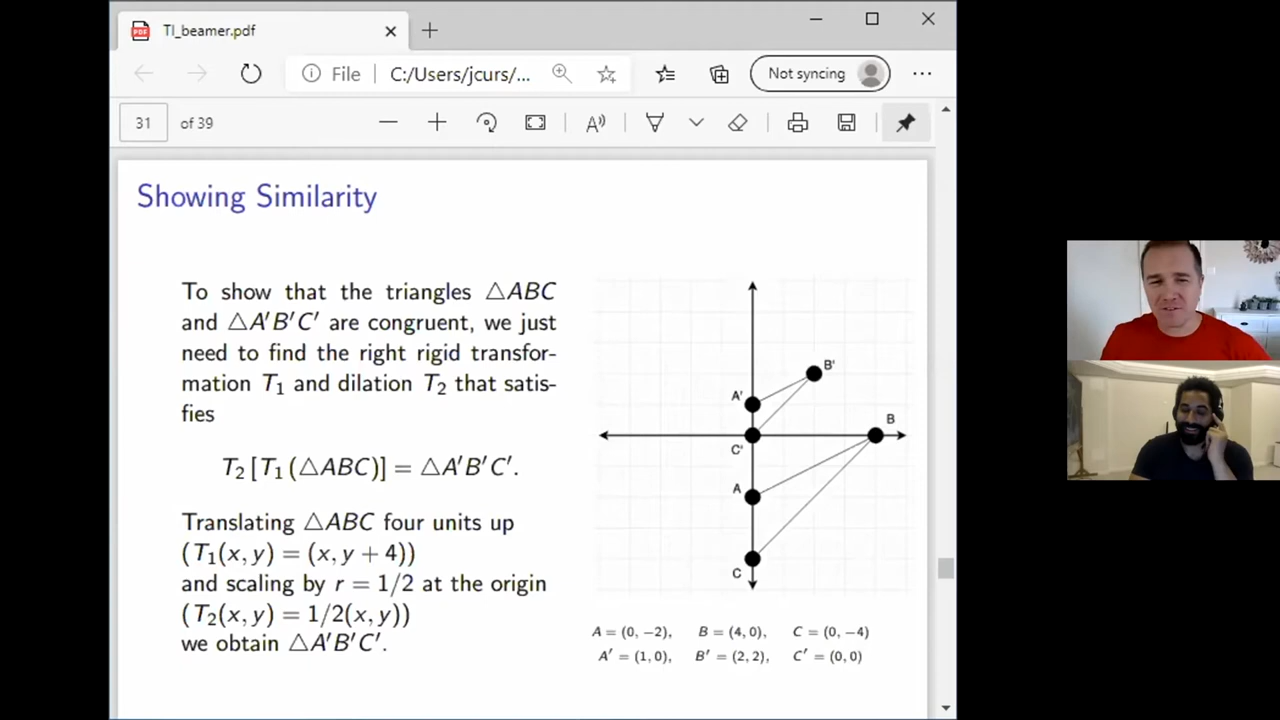 TI_beamer.pdf
File
C:/Users/jcurs/...
Not syncing
31 of 39
Showing Similarity
To show that the triangles △ABC
and △A′B′C′ are congruent, we just
need to find the right rigid transfor-
mation T₁ and dilation T₂ that satis-
fies
T₂ [T₁ (△ABC)] = △A′B′C′.
Translating △ABC four units up
(T₁(x, y) = (x, y + 4))
and scaling by r = 1/2 at the origin
(T₂(x, y) = 1/2(x, y))
we obtain △A′B′C′.
B'
A'
B
C'
A
C
A = (0, −2), B = (4, 0), C = (0, −4)
A′ = (1, 0), B′ = (2, 2), C′ = (0, 0)